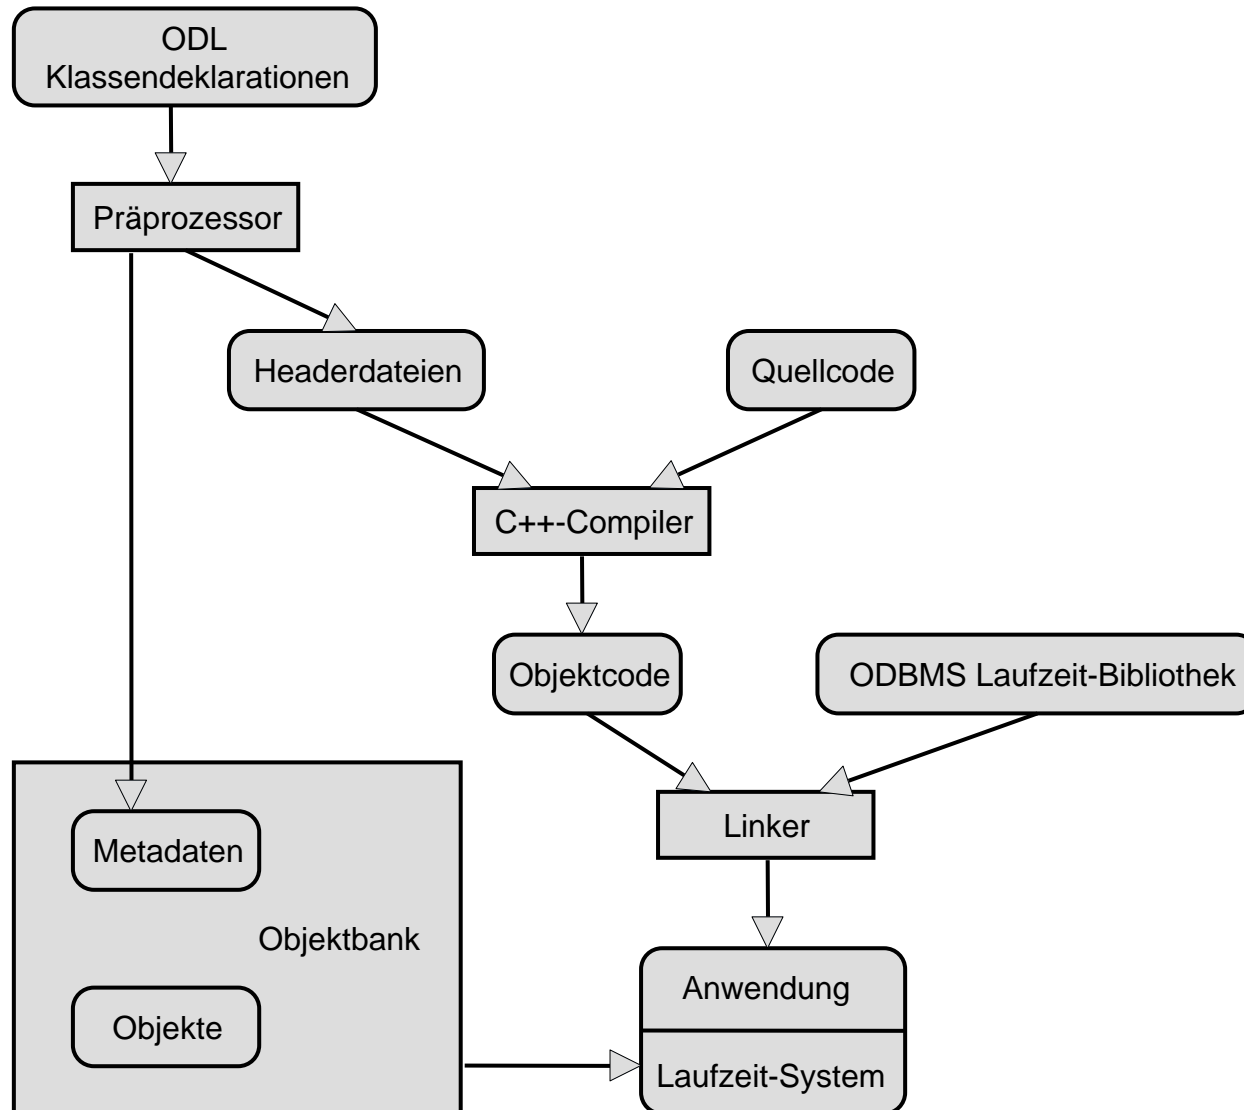 ODL
Klassendeklarationen
Präprozessor
Headerdateien
Quellcode
C++-Compiler
Objektcode
ODBMS Laufzeit-Bibliothek
Linker
Metadaten
Objektbank
Anwendung
Objekte
Laufzeit-System